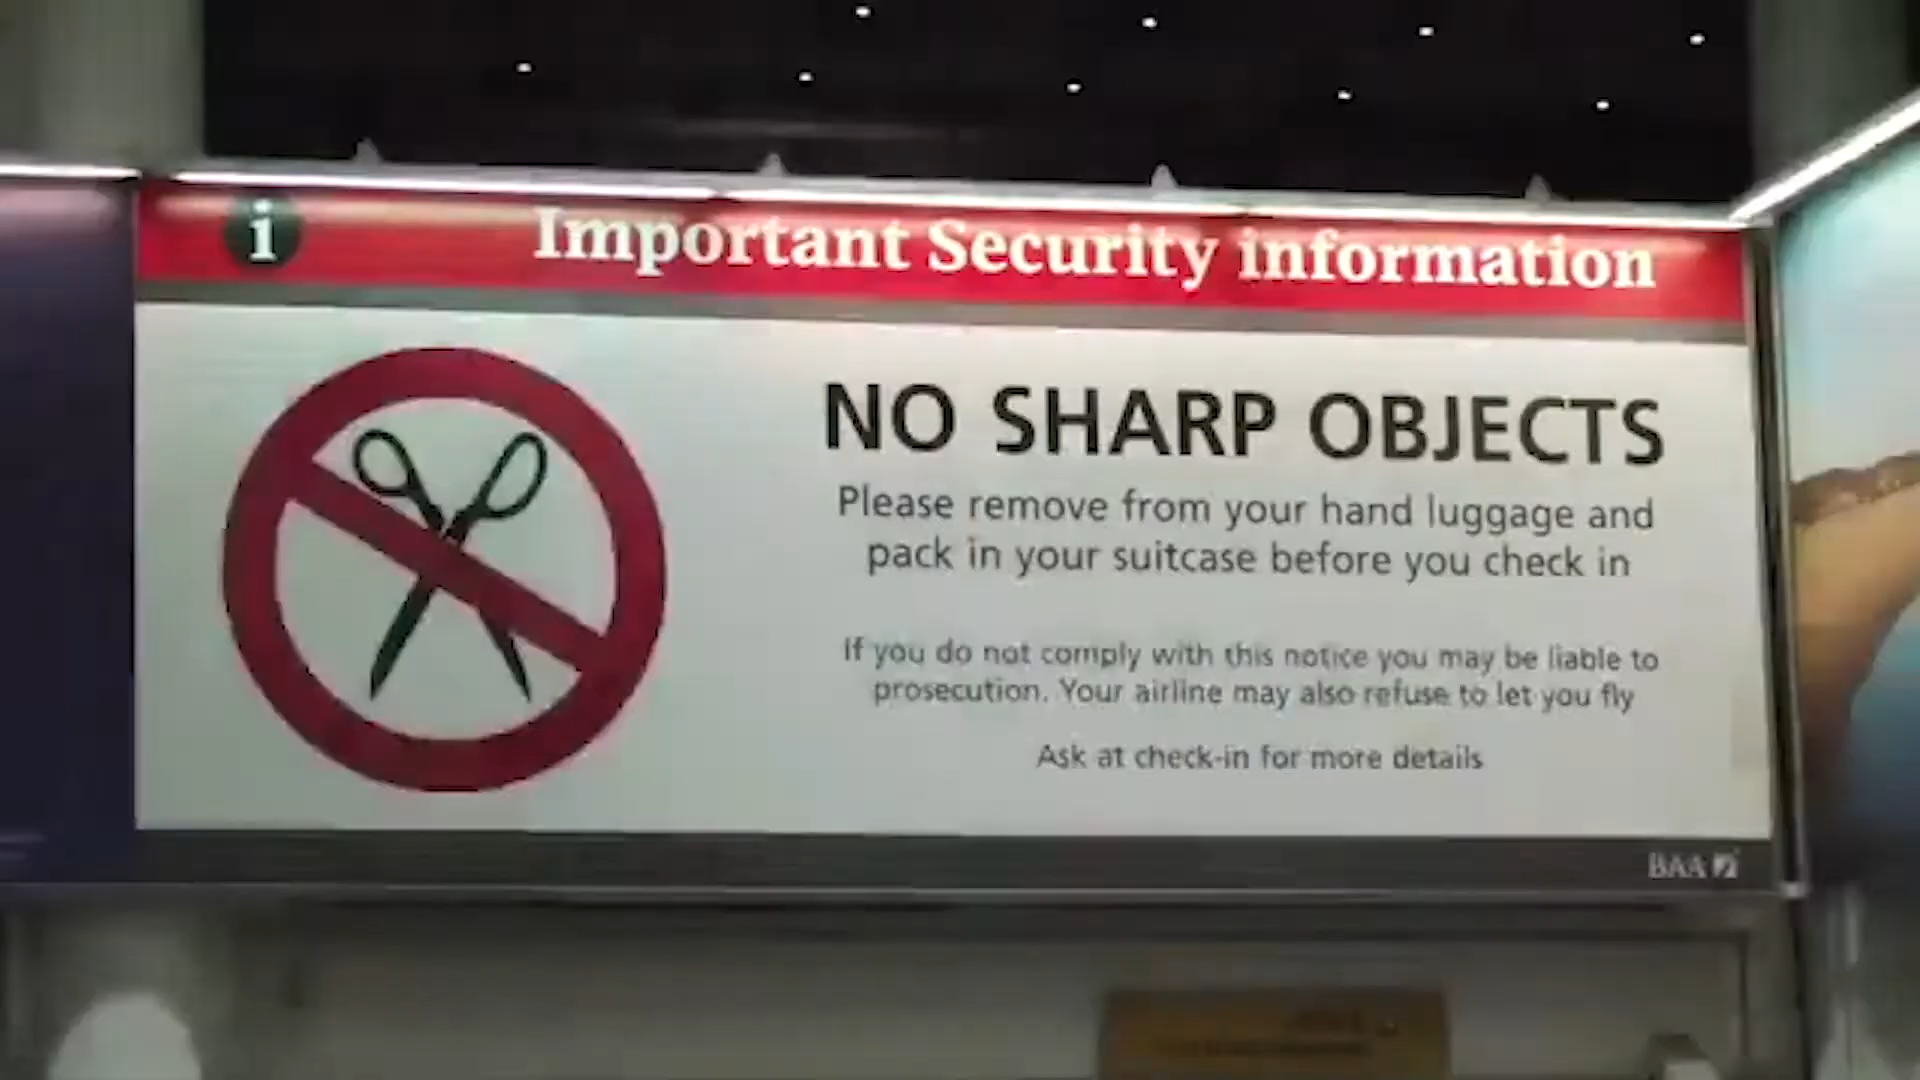 i
Important Security information
NO SHARP OBJECTS
Please remove from your hand luggage and
pack in your suitcase before you check in
If you do not comply with this notice you may be liable to
prosecution. Your airline may also refuse to let you fly
Ask at check-in for more details
BAA